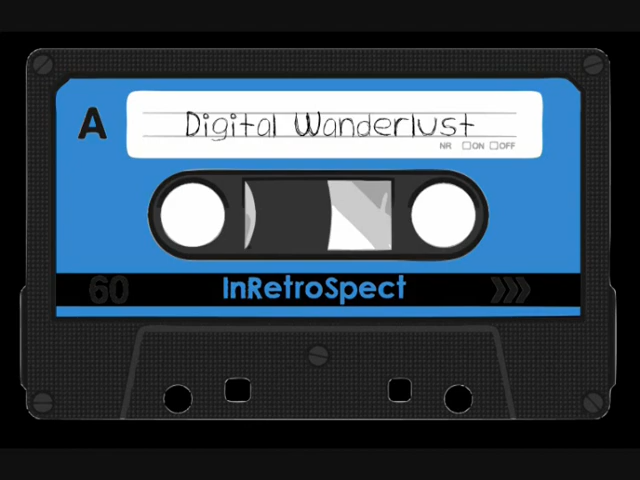 A
Digital Wanderlust
NR ☐ON ☐OFF
60
InRetroSpect